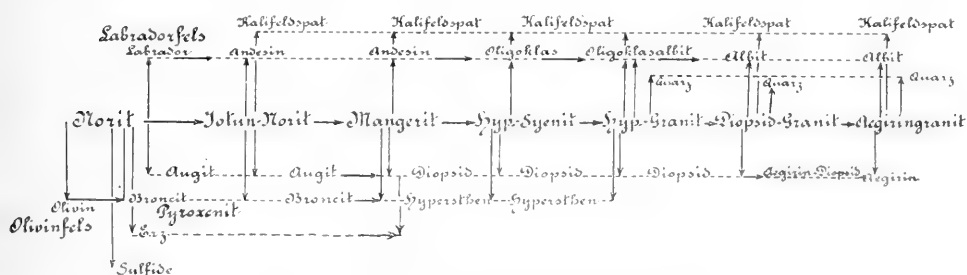 Kalifeldspat Kalifeldspat Kalifeldspat Kalifeldspat Kalifeldspat
Labradorfels
Labrador Andesin Andesin Oligoklas Oligoklasalbit Albit Albit
Quarz Quarz Quarz
Norit Jotun-Norit Mangerit Hyp-Syenit Hyp-Granit Diopsid-Granit Aegiringranit
Augit Augit Diopsid Diopsid Diopsid Aegirin-Diopsid Aegirin
Olivin Broncit Broncit Hypersthen Hypersthen
Olivinfels Pyroxenit
Erz
Sulfide